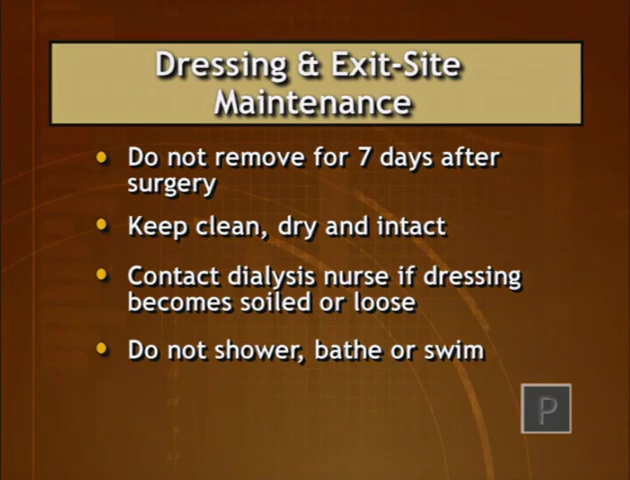 Dressing & Exit-Site
Maintenance
• Do not remove for 7 days after
surgery
• Keep clean, dry and intact
• Contact dialysis nurse if dressing
becomes soiled or loose
• Do not shower, bathe or swim
P